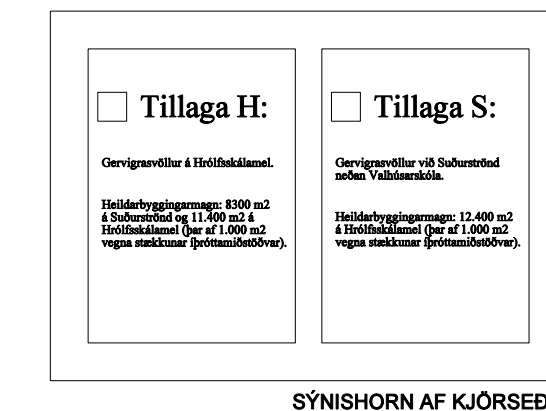 Tillaga H:
Gervigrasvöllur á Hrólfsskálamel.
Heildarbyggingarmagn: 8300 m2
á Suðurströnd og 11.400 m2 á
Hrólfsskálamel (þar af 1.000 m2
vegna stækkunar íþróttamiðstöðvar).
Tillaga S:
Gervigrasvöllur við Suðurströnd
neðan Valhúsarskóla.
Heildarbyggingarmagn: 12.400 m2
á Hrólfsskálamel (þar af 1.000 m2
vegna stækkunar íþróttamiðstöðvar).
SÝNISHORN AF KJÖRSEÐ